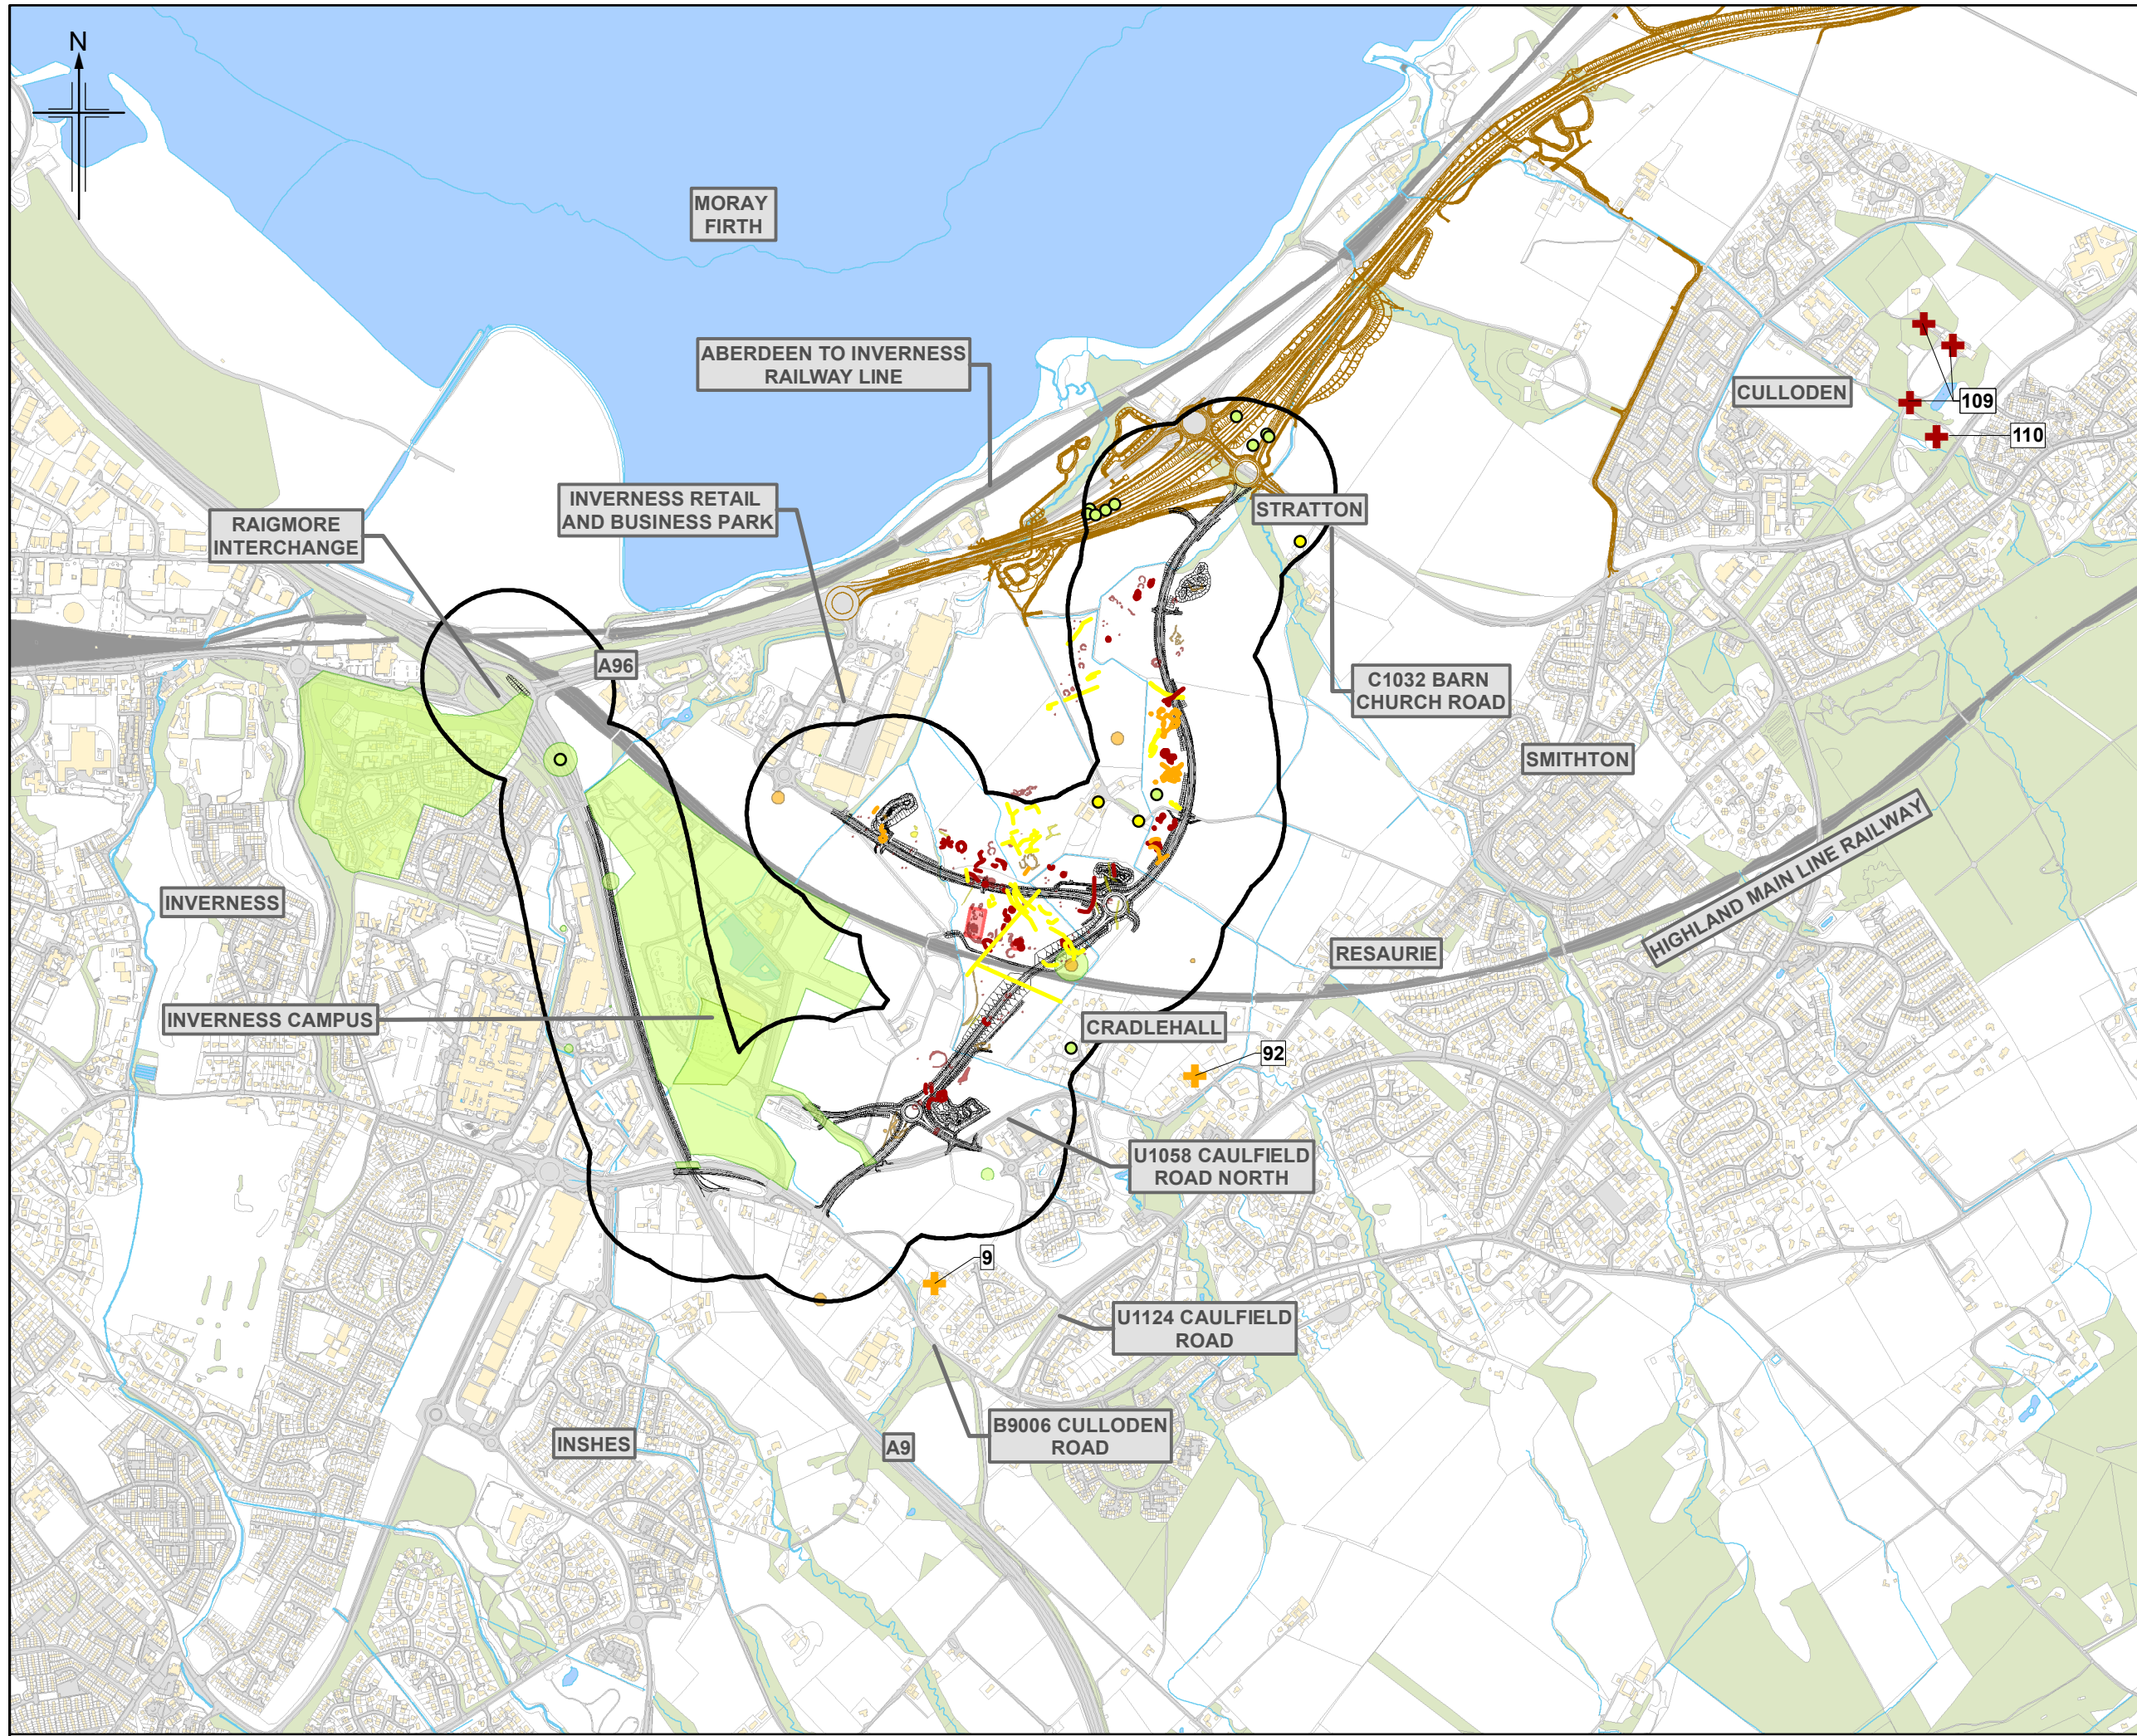 N
MORAY
FIRTH
ABERDEEN TO INVERNESS
RAILWAY LINE
CULLODEN
109
110
INVERNESS RETAIL
AND BUSINESS PARK
RAIGMORE
INTERCHANGE
STRATTON
A96
C1032 BARN
CHURCH ROAD
SMITHTON
HIGHLAND MAIN LINE RAILWAY
INVERNESS
RESAURIE
INVERNESS CAMPUS
CRADLEHALL
92
U1058 CAULFIELD
ROAD NORTH
9
U1124 CAULFIELD
ROAD
B9006 CULLODEN
ROAD
INSHES
A9